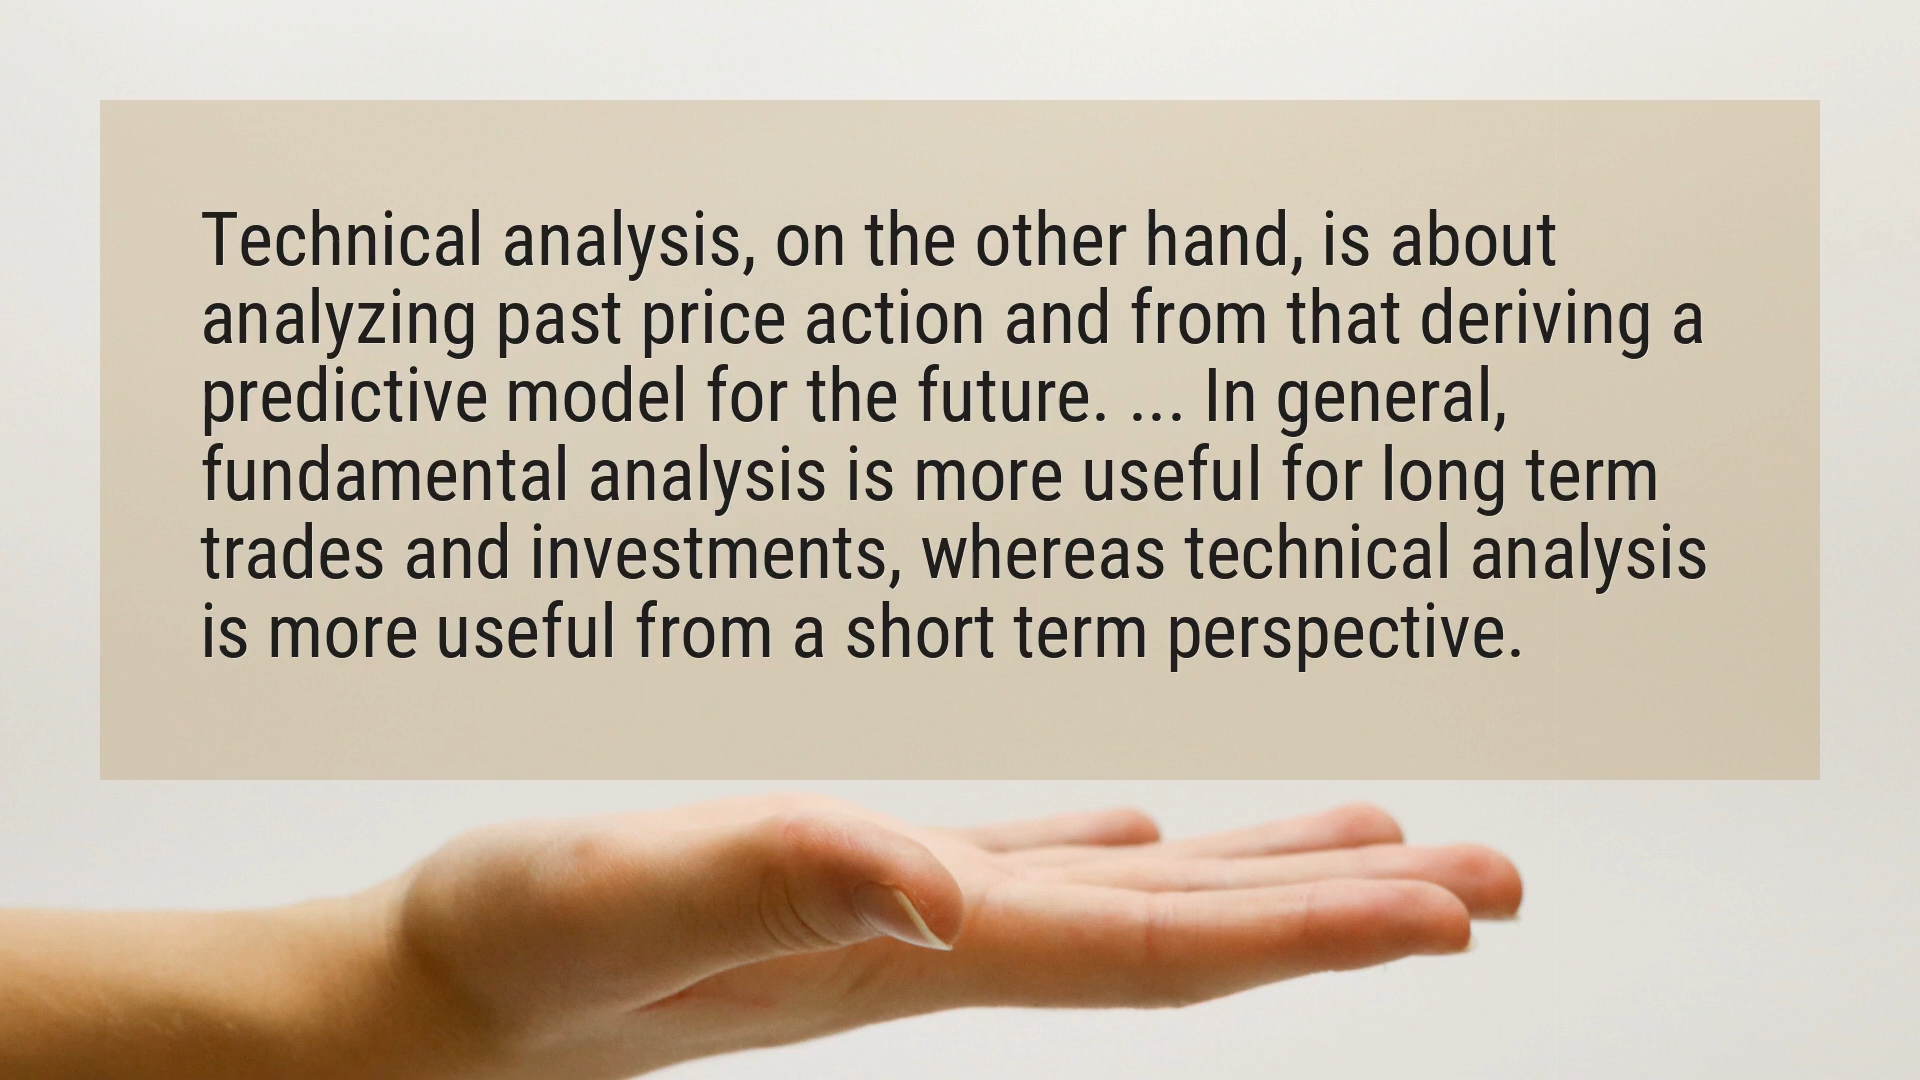 Technical analysis, on the other hand, is about
analyzing past price action and from that deriving a
predictive model for the future. ... In general,
fundamental analysis is more useful for long term
trades and investments, whereas technical analysis
is more useful from a short term perspective.